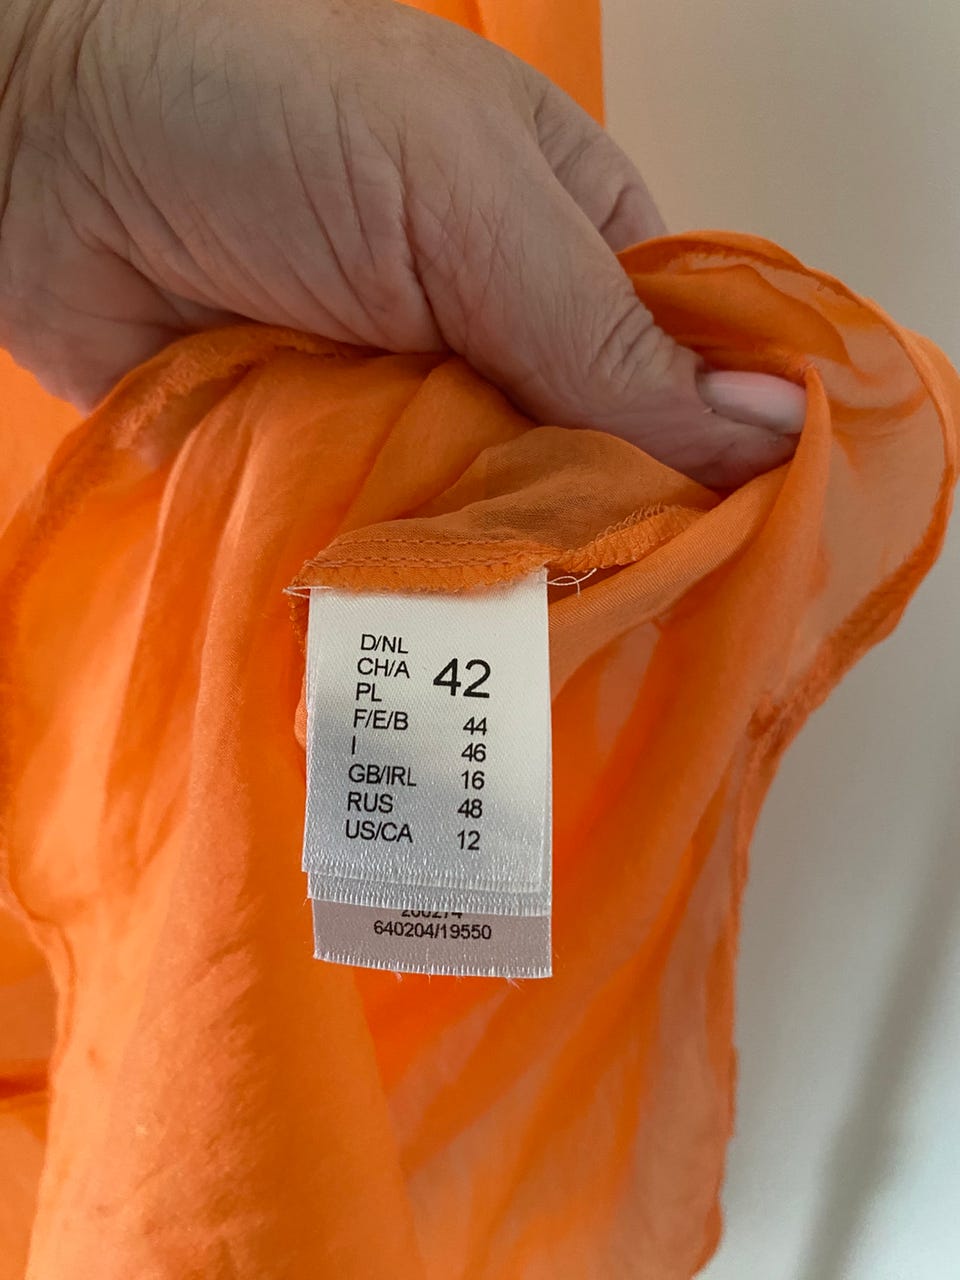 D/NL
CH/A 42
PL
F/E/B 44
I 46
GB/IRL 16
RUS 48
US/CA 12
640204/19550